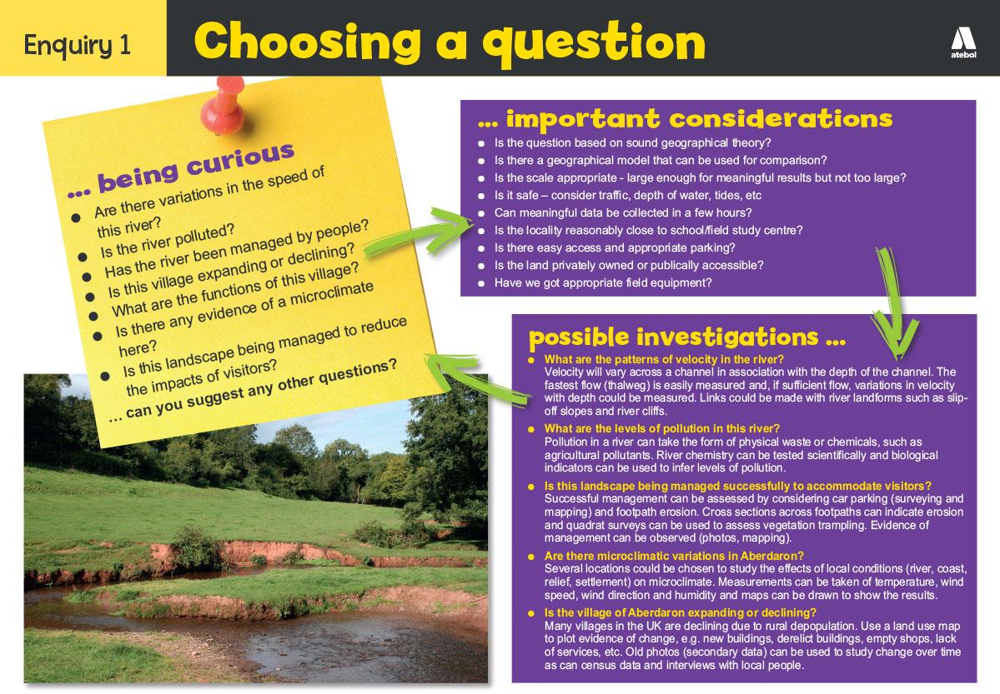 Enquiry 1
Choosing a question
atebol
... being curious
● Are there variations in the speed of
this river?
● Is the river polluted?
● Has the river been managed by people?
● Is this village expanding or declining?
● What are the functions of this village?
● Is there any evidence of a microclimate
here?
● Is this landscape being managed to reduce
the impacts of visitors?
... can you suggest any other questions?
... important considerations
● Is the question based on sound geographical theory?
● Is there a geographical model that can be used for comparison?
● Is the scale appropriate - large enough for meaningful results but not too large?
● Is it safe – consider traffic, depth of water, tides, etc
● Can meaningful data be collected in a few hours?
● Is the locality reasonably close to school/field study centre?
● Is there easy access and appropriate parking?
● Is the land privately owned or publically accessible?
● Have we got appropriate field equipment?
possible investigations ...
● What are the patterns of velocity in the river?
Velocity will vary across a channel in association with the depth of the channel. The
fastest flow (thalweg) is easily measured and, if sufficient flow, variations in velocity
with depth could be measured. Links could be made with river landforms such as slip-
off slopes and river cliffs.
● What are the levels of pollution in this river?
Pollution in a river can take the form of physical waste or chemicals, such as
agricultural pollutants. River chemistry can be tested scientifically and biological
indicators can be used to infer levels of pollution.
● Is this landscape being managed successfully to accommodate visitors?
Successful management can be assessed by considering car parking (surveying and
mapping) and footpath erosion. Cross sections across footpaths can indicate erosion
and quadrat surveys can be used to assess vegetation trampling. Evidence of
management can be observed (photos, mapping).
● Are there microclimatic variations in Aberdaron?
Several locations could be chosen to study the effects of local conditions (river, coast,
relief, settlement) on microclimate. Measurements can be taken of temperature, wind
speed, wind direction and humidity and maps can be drawn to show the results.
● Is the village of Aberdaron expanding or declining?
Many villages in the UK are declining due to rural depopulation. Use a land use map
to plot evidence of change, e.g. new buildings, derelict buildings, empty shops, lack
of services, etc. Old photos (secondary data) can be used to study change over time
as can census data and interviews with local people.